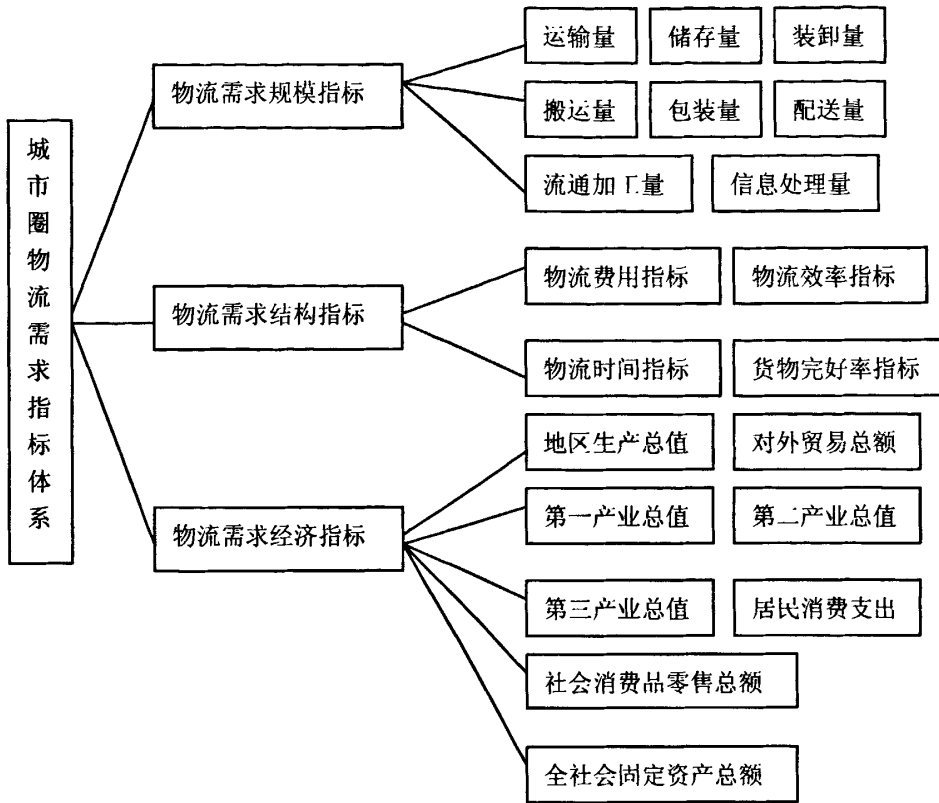 城市圈物流需求指标体系
物流需求规模指标
运输量 储存量 装卸量
搬运量 包装量 配送量
流通加工量 信息处理量
物流需求结构指标
物流费用指标 物流效率指标
物流时间指标 货物完好率指标
物流需求经济指标
地区生产总值 对外贸易总额
第一产业总值 第二产业总值
第三产业总值 居民消费支出
社会消费品零售总额
全社会固定资产总额